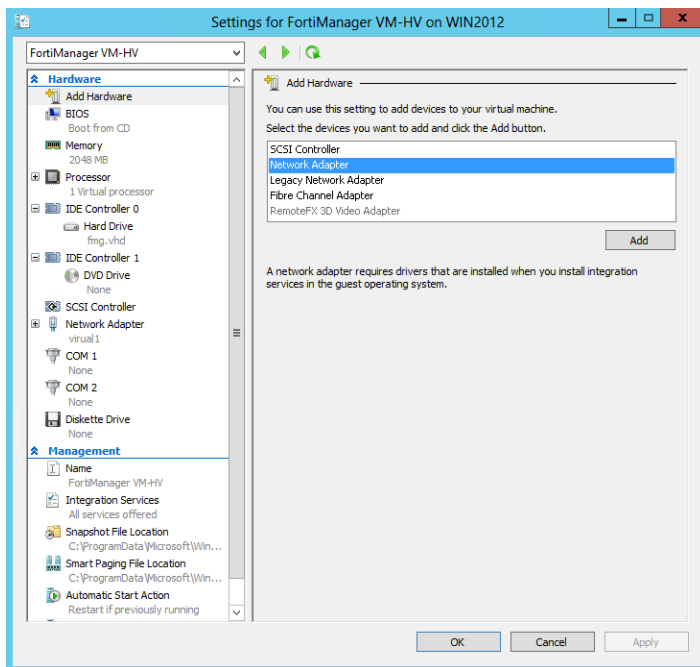 Settings for FortiManager VM-HV on WIN2012
FortiManager VM-HV
Hardware
Add Hardware
BIOS
Boot from CD
Memory
2048 MB
Processor
1 Virtual processor
IDE Controller 0
Hard Drive
fmg.vhd
IDE Controller 1
DVD Drive
None
SCSI Controller
Network Adapter
virual1
COM 1
None
COM 2
None
Diskette Drive
None
Management
Name
FortiManager VM-HV
Integration Services
All services offered
Snapshot File Location
C:\ProgramData\Microsoft\Win...
Smart Paging File Location
C:\ProgramData\Microsoft\Win...
Automatic Start Action
Restart if previously running
Add Hardware
You can use this setting to add devices to your virtual machine.
Select the devices you want to add and click the Add button.
SCSI Controller
Network Adapter
Legacy Network Adapter
Fibre Channel Adapter
RemoteFX 3D Video Adapter
Add
A network adapter requires drivers that are installed when you install integration
services in the guest operating system.
OK
Cancel
Apply